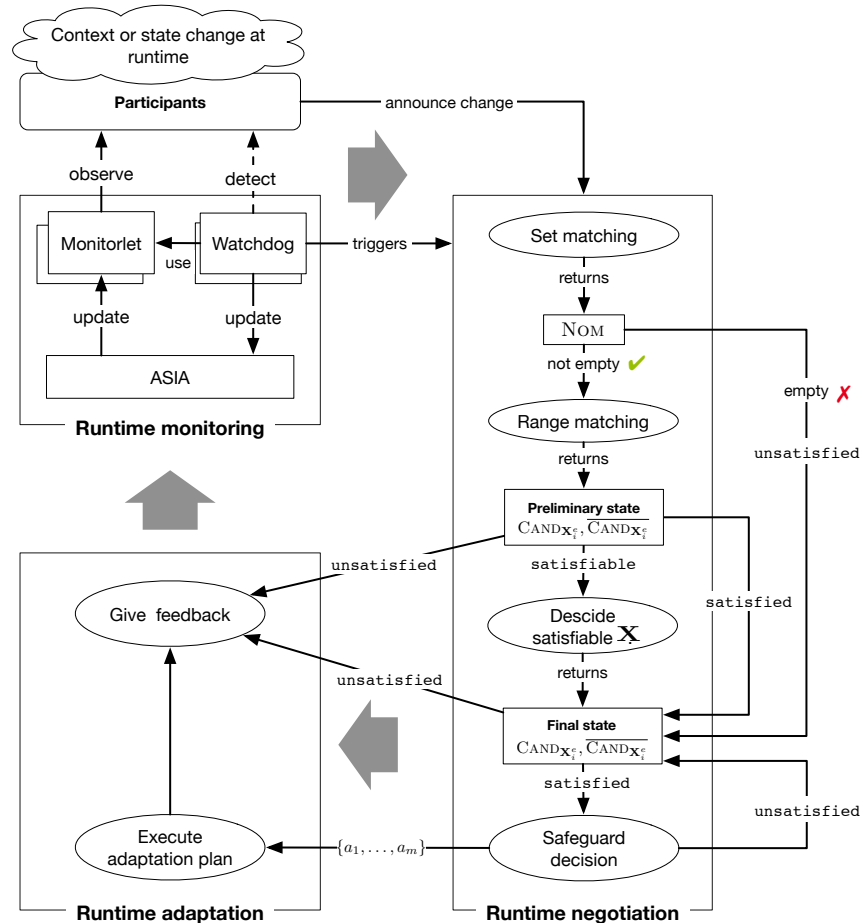 Context or state change at
runtime
Participants
announce change
observe
detect
Monitorlet
Watchdog
use
triggers
update
update
ASIA
Runtime monitoring
Set matching
returns
NOM
not empty ✔
empty ✗
unsatisfied
Range matching
returns
Preliminary state
CAND_{X_i^e}, \overline{CAND_{X_i^e}}
unsatisfied
satisfiable
satisfied
Give feedback
Descide
satisfiable X
returns
unsatisfied
Final state
CAND_{X_i^e}, \overline{CAND_{X_i^e}}
satisfied
unsatisfied
Execute
adaptation plan
{a_1, . . . , a_m}
Safeguard
decision
Runtime adaptation
Runtime negotiation